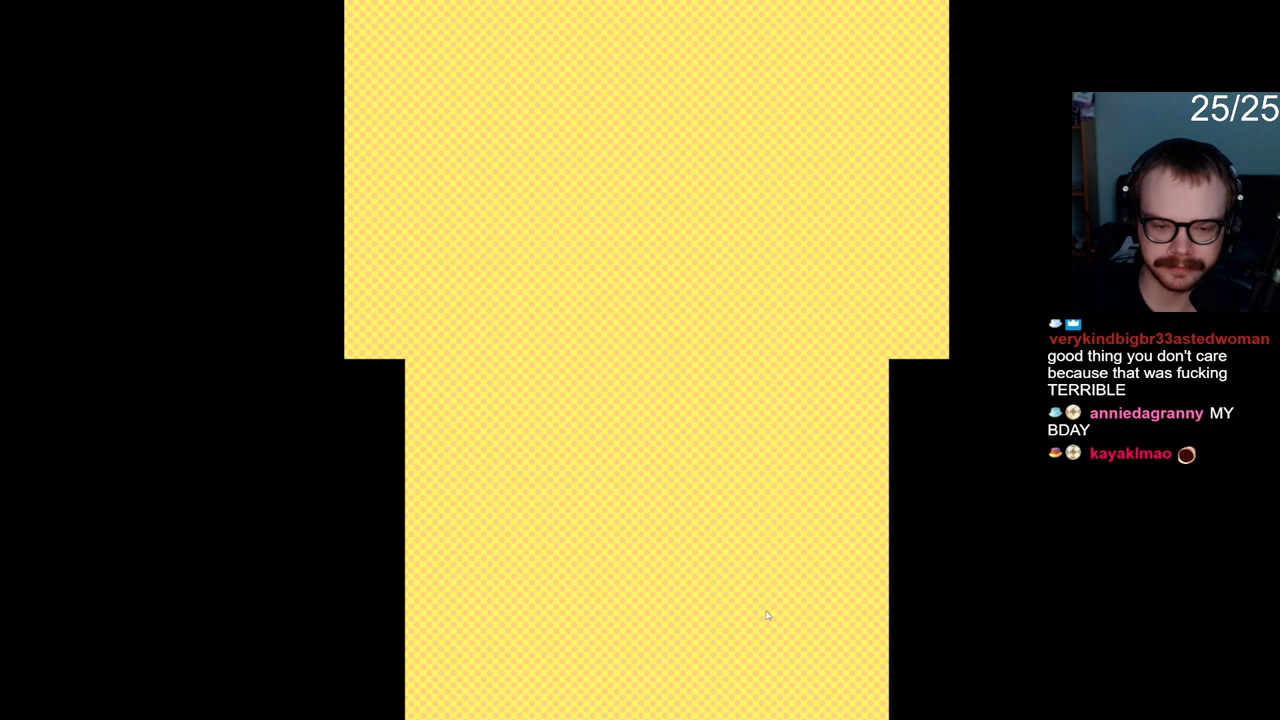 25/25
verykindbigbr33astedwoman
good thing you don't care
because that was fucking
TERRIBLE
anniedagranny MY
BDAY
kayaklmao